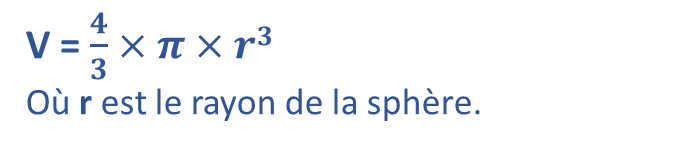 V = 4/3 × π × r³
Où r est le rayon de la sphère.